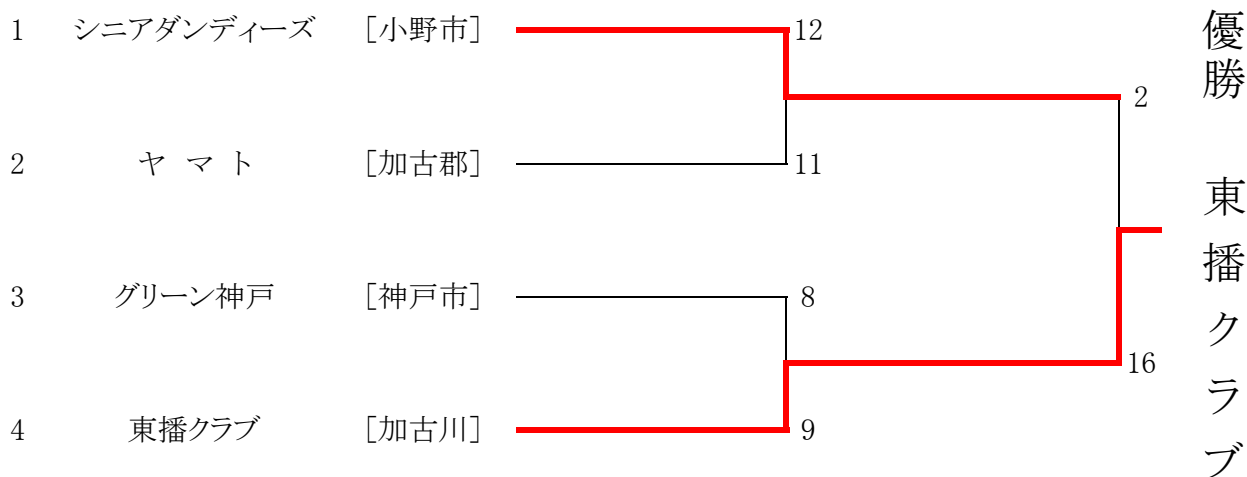 1 シニアダンディーズ [小野市] 12
2 ヤ マ ト [加古郡] 11
3 グリーン神戸 [神戸市] 8
4 東播クラブ [加古川] 9
2
16
優勝 東播クラブ